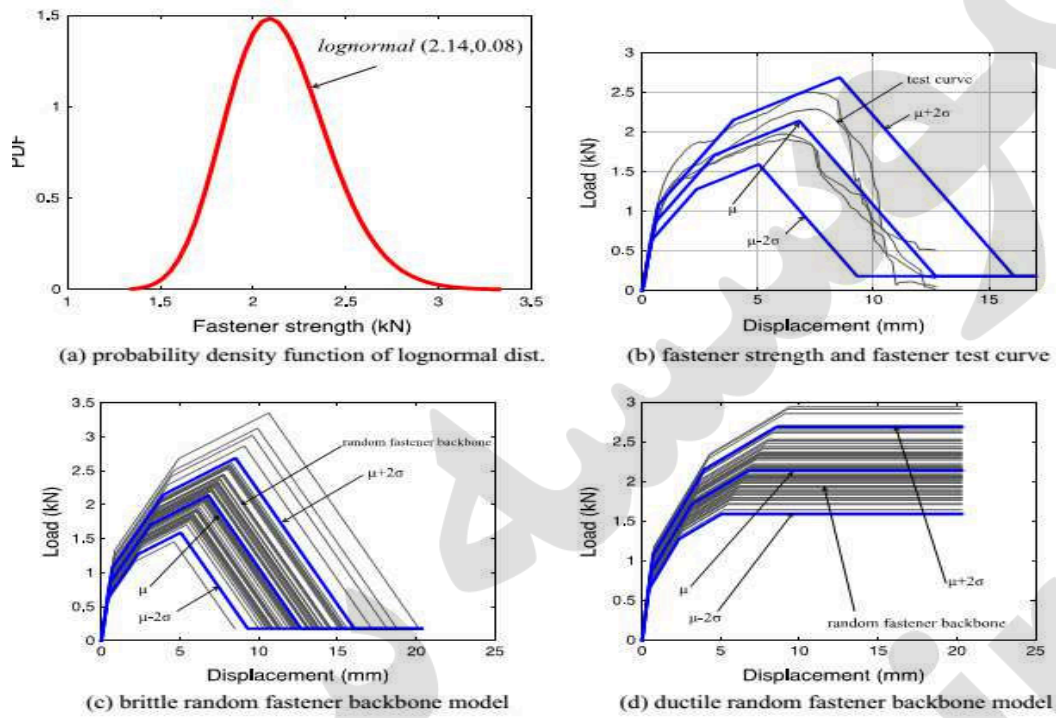 1.5
1
0.5
0
PDF
lognormal (2.14,0.08)
1 1.5 2 2.5 3 3.5
Fastener strength (kN)
(a) probability density function of lognormal dist.
3
2.5
2
1.5
1
0.5
0
Load (kN)
test curve
μ+2σ
μ
μ-2σ
0 5 10 15
Displacement (mm)
(b) fastener strength and fastener test curve
3.5
3
2.5
2
1.5
1
0.5
0
Load (kN)
random fastener backbone
μ+2σ
μ
μ-2σ
0 5 10 15 20 25
Displacement (mm)
(c) brittle random fastener backbone model
3
2.5
2
1.5
1
0.5
0
Load (kN)
μ
μ+2σ
μ-2σ
random fastener backbone
0 5 10 15 20 25
Displacement (mm)
(d) ductile random fastener backbone model